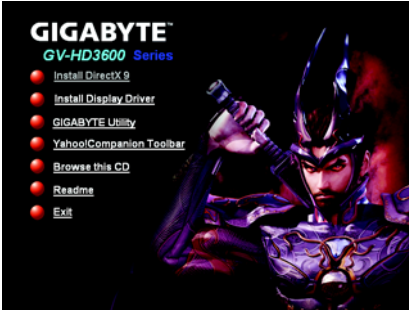 GIGABYTE™
GV-HD3600 Series
Install DirectX 9
Install Display Driver
GIGABYTE Utility
Yahoo!Companion Toolbar
Browse this CD
Readme
Exit